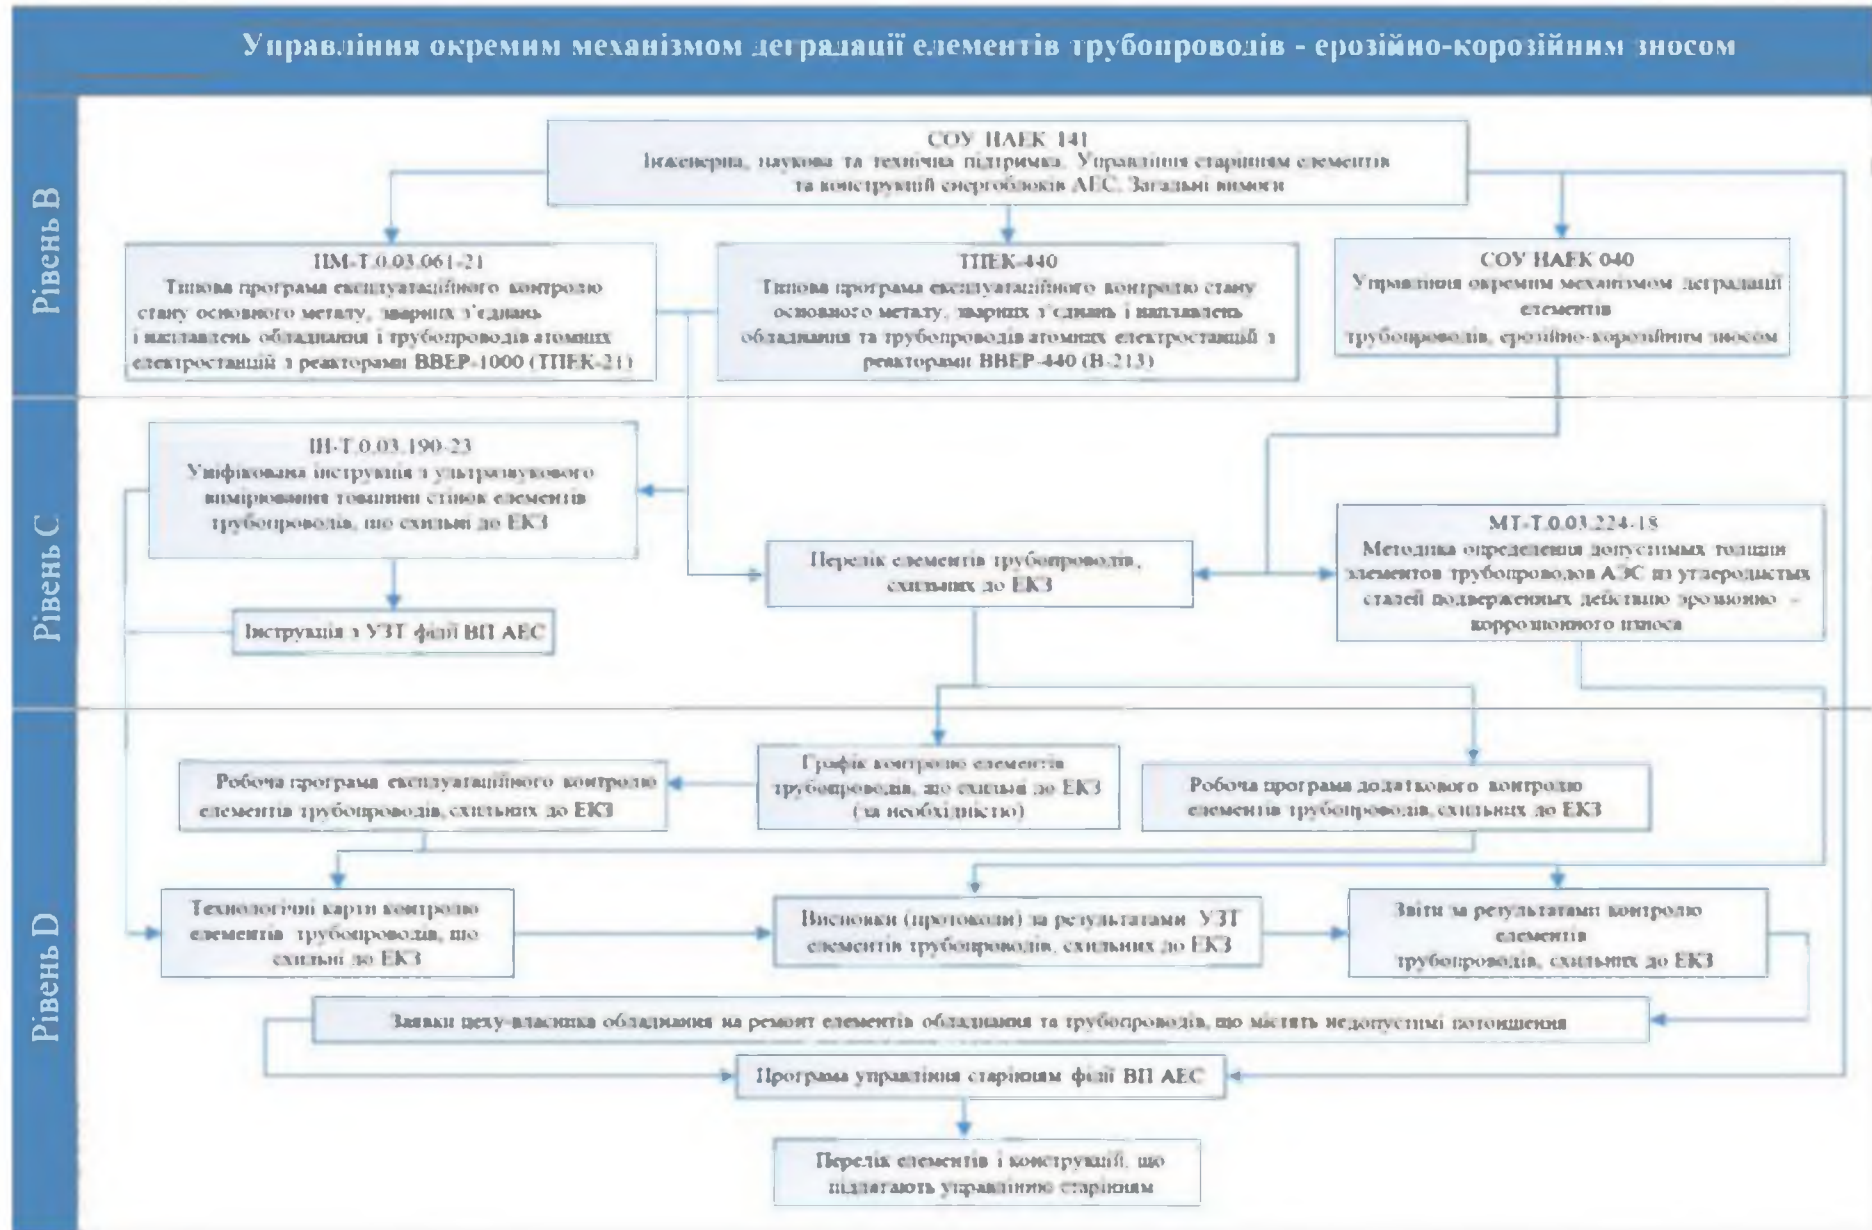 Управління окремим механізмом деградації елементів трубопроводів - ерозійно-корозійним зносом
Рівень В
СОУ НАЕК 141
Інженерна, наукова та технічна підтримка. Управління старінням елементів
та конструкцій енергоблоків АЕС. Загальні вимоги
ПМ-Т.0.03.061-21
Типова програма експлуатаційного контролю
стану основного металу, зварних з'єднань
і наплавлень обладнання і трубопроводів атомних
електростанцій з реакторами ВВЕР-1000 (ТПЕК-21)
ТПЕК-440
Типова програма експлуатаційного контролю стану
основного металу, зварних з'єднань і наплавлень
обладнання та трубопроводів атомних електростанцій з
реакторами ВВЕР-440 (В-213)
СОУ НАЕК 040
Управління окремим механізмом деградації
елементів
трубопроводів, ерозійно-корозійним зносом
Рівень С
ІН-Т.0.03.190-23
Уніфікована інструкція з ультразвукового
вимірювання товщини стінок елементів
трубопроводів, що схильні до ЕКЗ
Інструкція з УЗТ філії ВП АЕС
Перелік елементів трубопроводів,
схильних до ЕКЗ
МТ-Т.0.03.224-18
Методика определения допустимых толщин
элементов трубопроводов АЭС из углеродистых
сталей подверженных действию эрозионно -
коррозионного износа
Рівень D
Робоча програма експлуатаційного контролю
елементів трубопроводів, схильних до ЕКЗ
Графік контролю елементів
трубопроводів, що схильні до ЕКЗ
(за необхідністю)
Робоча програма додаткового контролю
елементів трубопроводів, схильних до ЕКЗ
Технологічні карти контролю
елементів трубопроводів, що
схильні до ЕКЗ
Висновки (протоколи) за результатами УЗТ
елементів трубопроводів, схильних до ЕКЗ
Звіти за результатами контролю
елементів
трубопроводів, схильних до ЕКЗ
Заявки цеху-власника обладнання на ремонт елементів обладнання та трубопроводів, що містять недопустимі потоншення
Програма управління старінням філії ВП АЕС
Перелік елементів і конструкцій, що
підлягають управлінню старінням